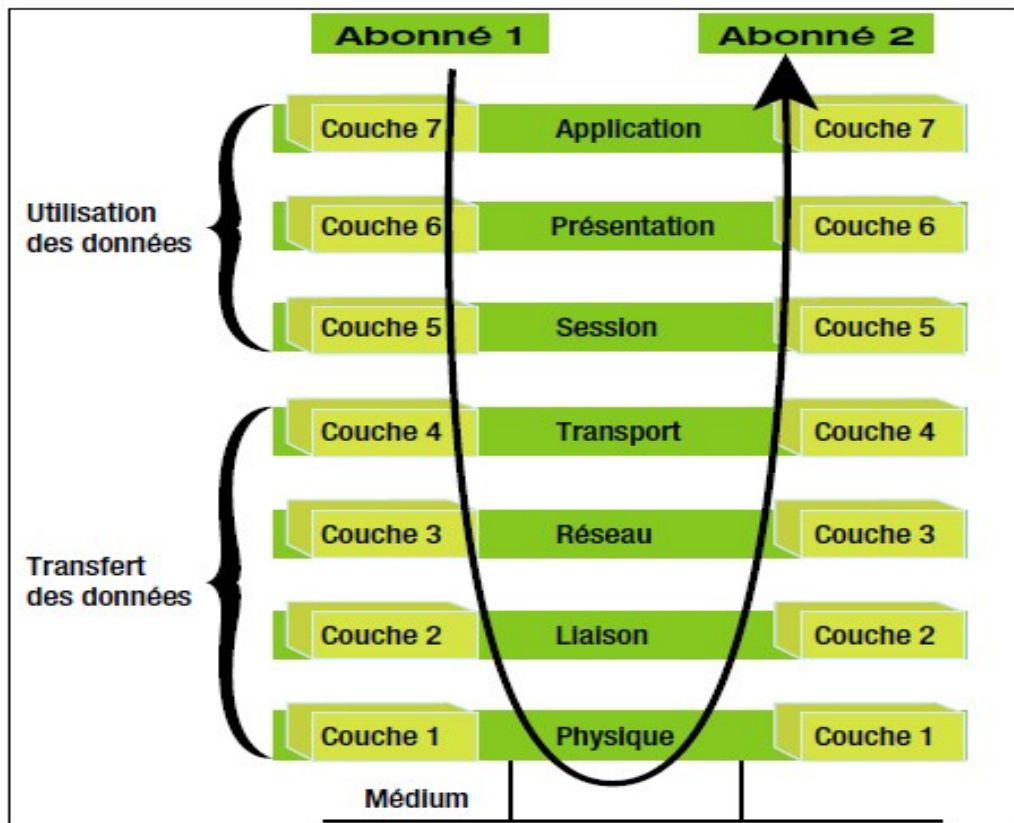 Abonné 1 Abonné 2
Couche 7 Application Couche 7
Utilisation
des données
Couche 6 Présentation Couche 6
Couche 5 Session Couche 5
Couche 4 Transport Couche 4
Couche 3 Réseau Couche 3
Transfert
des données
Couche 2 Liaison Couche 2
Couche 1 Physique Couche 1
Médium